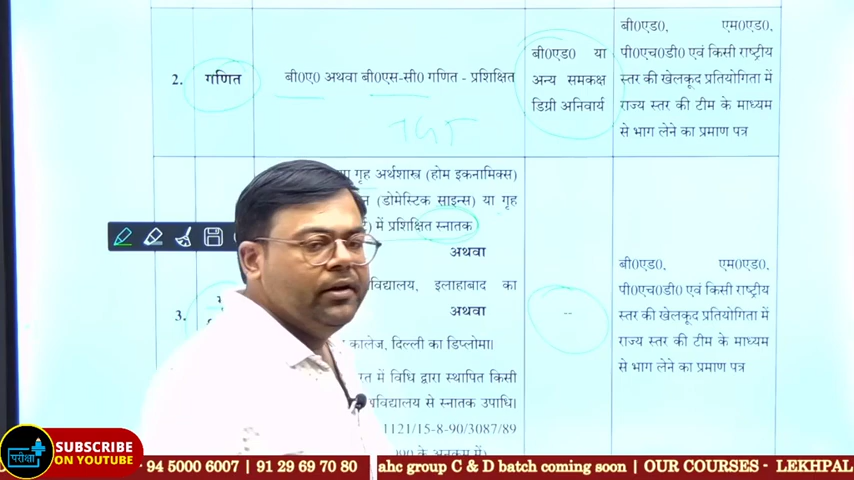 2.
गणित
बी0ए0 अथवा बी0एस-सी0 गणित - प्रशिक्षित
बी0एड0 या
अन्य समकक्ष
डिग्री अनिवार्य
बी0एड0, एम0एड0,
पी0एच0डी0 एवं किसी राष्ट्रीय
स्तर की खेलकूद प्रतियोगिता में
राज्य स्तर की टीम के माध्यम
से भाग लेने का प्रमाण पत्र
TGT
3.
गृह अर्थशास्त्र (होम इकनामिक्स)
(डोमेस्टिक साइन्स) या गृह
में प्रशिक्षित स्नातक
अथवा
इलाहाबाद का
अथवा
कालेज, दिल्ली का डिप्लोमा।
में विधि द्वारा स्थापित किसी
से स्नातक उपाधि।
1121/15-8-90/3087/89
--
बी0एड0, एम0एड0,
पी0एच0डी0 एवं किसी राष्ट्रीय
स्तर की खेलकूद प्रतियोगिता में
राज्य स्तर की टीम के माध्यम
से भाग लेने का प्रमाण पत्र
परीक्षा
SUBSCRIBE
ON YOUTUBE
- 94 5000 6007 | 91 29 69 70 80 ahc group C & D batch coming soon | OUR COURSES - LEKHPAL